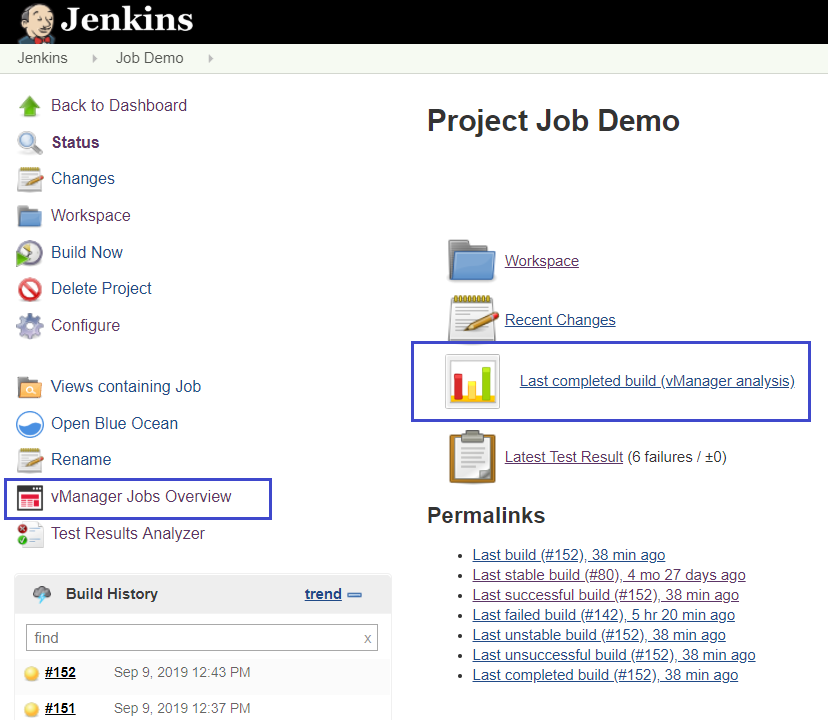 Jenkins
Jenkins Job Demo
Back to Dashboard
Status
Changes
Workspace
Build Now
Delete Project
Configure
Views containing Job
Open Blue Ocean
Rename
vManager Jobs Overview
Test Results Analyzer
Build History trend
find x
#152 Sep 9, 2019 12:43 PM
#151 Sep 9, 2019 12:37 PM
Project Job Demo
Workspace
Recent Changes
Last completed build (vManager analysis)
Latest Test Result (6 failures / ±0)
Permalinks
Last build (#152), 38 min ago
Last stable build (#80), 4 mo 27 days ago
Last successful build (#152), 38 min ago
Last failed build (#142), 5 hr 20 min ago
Last unstable build (#152), 38 min ago
Last unsuccessful build (#152), 38 min ago
Last completed build (#152), 38 min ago